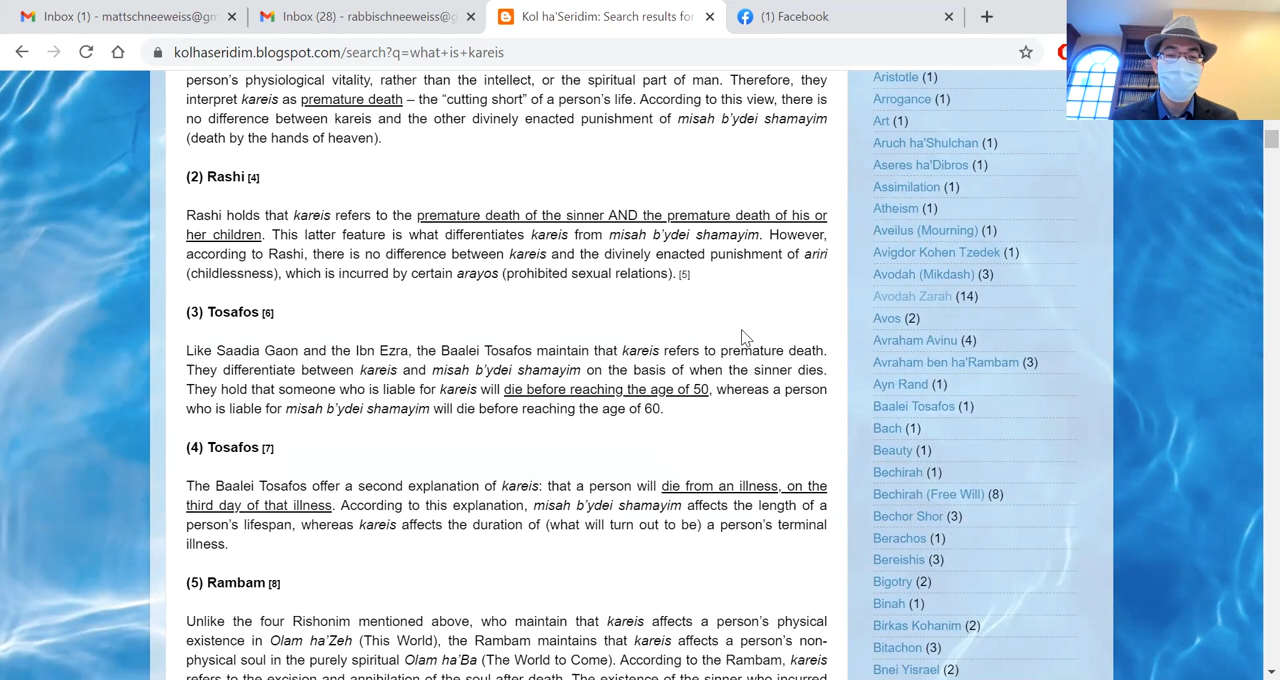 Inbox (1) - mattschneeweiss@gm
Inbox (28) - rabbischneeweiss@g
Kol ha'Seridim: Search results for
(1) Facebook
kolhaseridim.blogspot.com/search?q=what+is+kareis
person's physiological vitality, rather than the intellect, or the spiritual part of man. Therefore, they
interpret kareis as premature death – the "cutting short" of a person's life. According to this view, there is
no difference between kareis and the other divinely enacted punishment of misah b'ydei shamayim
(death by the hands of heaven).
(2) Rashi [4]
Rashi holds that kareis refers to the premature death of the sinner AND the premature death of his or
her children. This latter feature is what differentiates kareis from misah b'ydei shamayim. However,
according to Rashi, there is no difference between kareis and the divinely enacted punishment of ariri
(childlessness), which is incurred by certain arayos (prohibited sexual relations). [5]
(3) Tosafos [6]
Like Saadia Gaon and the Ibn Ezra, the Baalei Tosafos maintain that kareis refers to premature death.
They differentiate between kareis and misah b'ydei shamayim on the basis of when the sinner dies.
They hold that someone who is liable for kareis will die before reaching the age of 50, whereas a person
who is liable for misah b'ydei shamayim will die before reaching the age of 60.
(4) Tosafos [7]
The Baalei Tosafos offer a second explanation of kareis: that a person will die from an illness, on the
third day of that illness. According to this explanation, misah b'ydei shamayim affects the length of a
person's lifespan, whereas kareis affects the duration of (what will turn out to be) a person's terminal
illness.
(5) Rambam [8]
Unlike the four Rishonim mentioned above, who maintain that kareis affects a person's physical
existence in Olam ha'Zeh (This World), the Rambam maintains that kareis affects a person's non-
physical soul in the purely spiritual Olam ha'Ba (The World to Come). According to the Rambam, kareis
refers to the excision and annihilation of the soul after death. The existence of the sinner who incurred
Aristotle (1)
Arrogance (1)
Art (1)
Aruch ha'Shulchan (1)
Aseres ha'Dibros (1)
Assimilation (1)
Atheism (1)
Aveilus (Mourning) (1)
Avigdor Kohen Tzedek (1)
Avodah (Mikdash) (3)
Avodah Zarah (14)
Avos (2)
Avraham Avinu (4)
Avraham ben ha'Rambam (3)
Ayn Rand (1)
Baalei Tosafos (1)
Bach (1)
Beauty (1)
Bechirah (1)
Bechirah (Free Will) (8)
Bechor Shor (3)
Berachos (1)
Bereishis (3)
Bigotry (2)
Binah (1)
Birkas Kohanim (2)
Bitachon (3)
Bnei Yisrael (2)